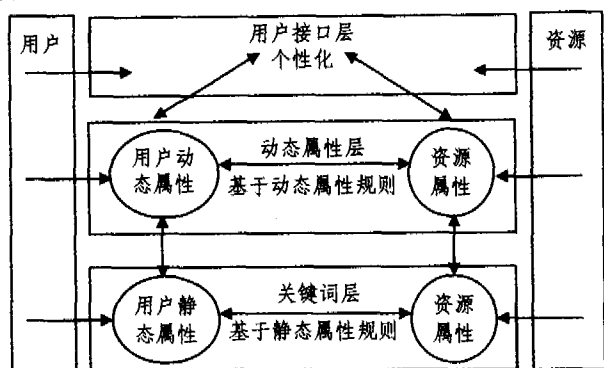 用户
用户接口层
个性化
资源
用户动
态属性
动态属性层
基于动态属性规则
资源
属性
用户静
态属性
关键词层
基于静态属性规则
资源
属性